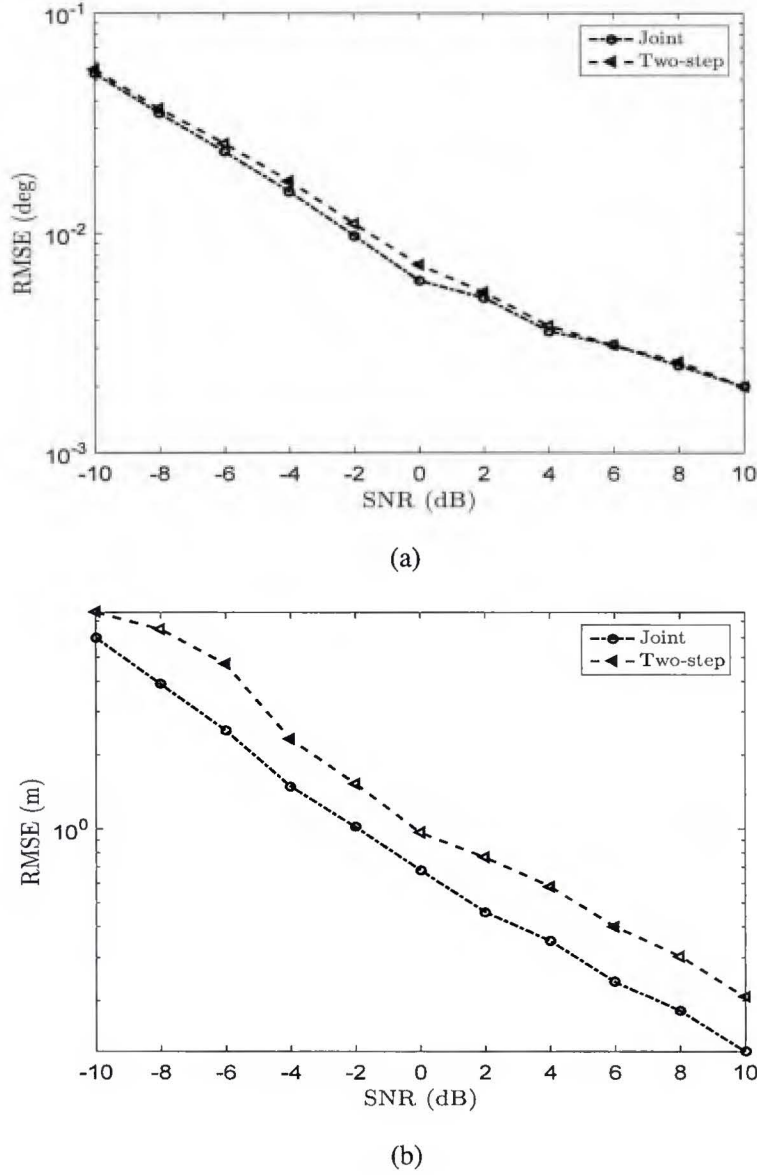 10⁻¹
Joint
Two-step
RMSE (deg)
10⁻²
10⁻³
-10 -8 -6 -4 -2 0 2 4 6 8 10
SNR (dB)
(a)
Joint
Two-step
RMSE (m)
10⁰
-10 -8 -6 -4 -2 0 2 4 6 8 10
SNR (dB)
(b)